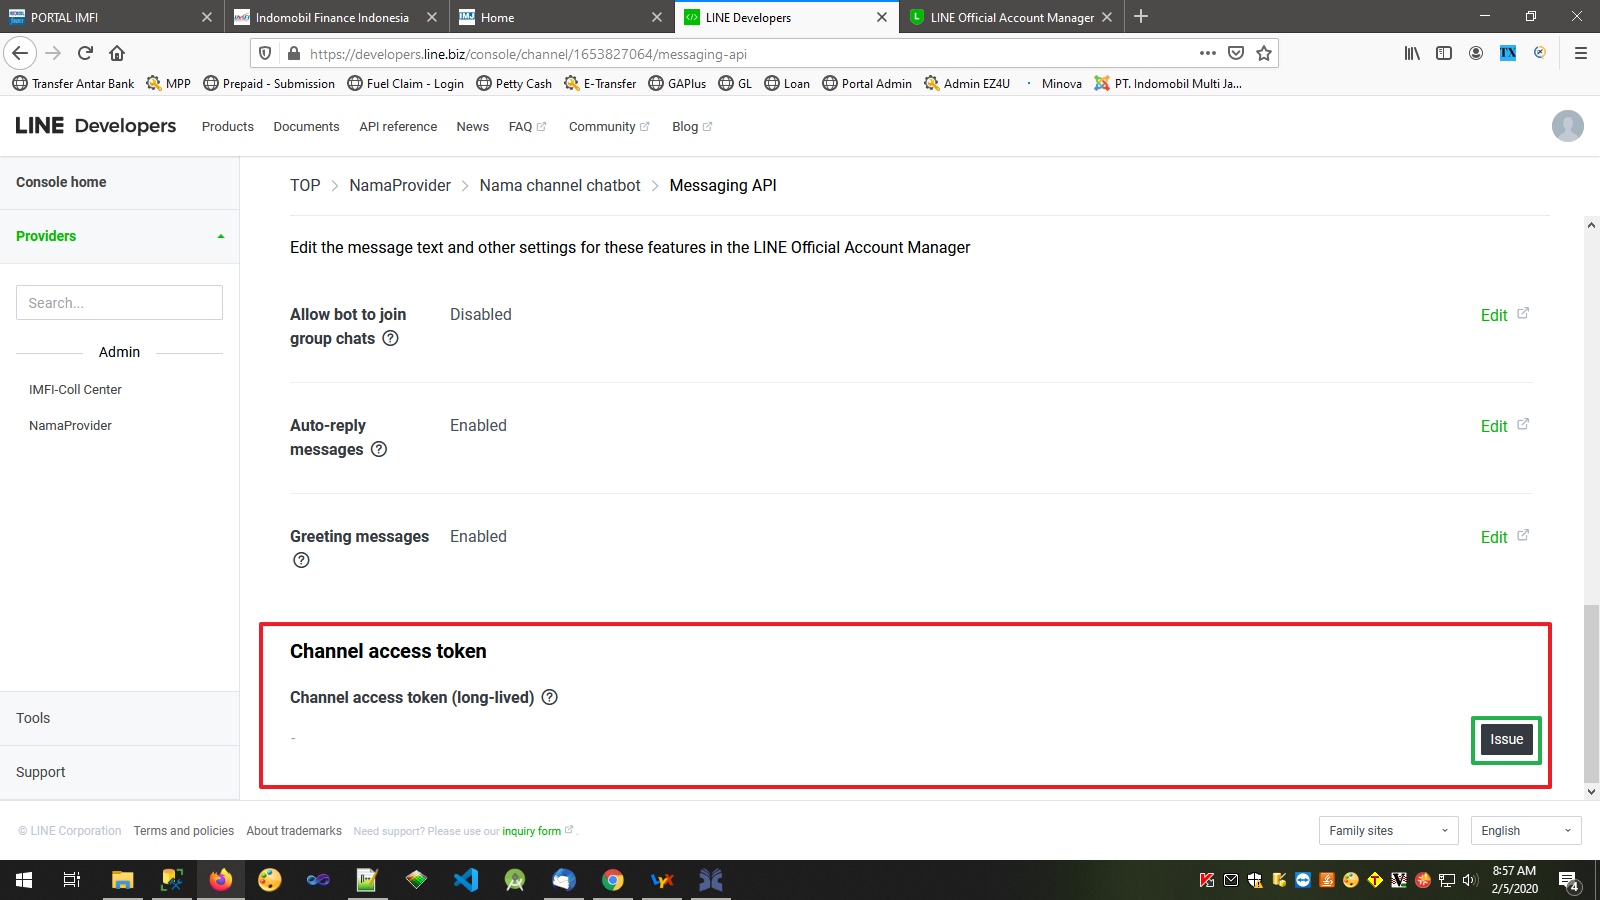 PORTAL IMFI
Indomobil Finance Indonesia
Home
LINE Developers
LINE Official Account Manager
https://developers.line.biz/console/channel/1653827064/messaging-api
Transfer Antar Bank
MPP
Prepaid - Submission
Fuel Claim - Login
Petty Cash
E-Transfer
GAPlus
GL
Loan
Portal Admin
Admin EZ4U
Minova
PT. Indomobil Multi Ja...
LINE Developers
Products
Documents
API reference
News
FAQ
Community
Blog
Console home
Providers
Search...
Admin
IMFI-Coll Center
NamaProvider
Tools
Support
TOP > NamaProvider > Nama channel chatbot > Messaging API
Edit the message text and other settings for these features in the LINE Official Account Manager
Allow bot to join
group chats
Disabled
Edit
Auto-reply
messages
Enabled
Edit
Greeting messages
Enabled
Edit
Channel access token
Channel access token (long-lived)
-
Issue
© LINE Corporation
Terms and policies
About trademarks
Need support? Please use our inquiry form .
Family sites
English
8:57 AM
2/5/2020
4